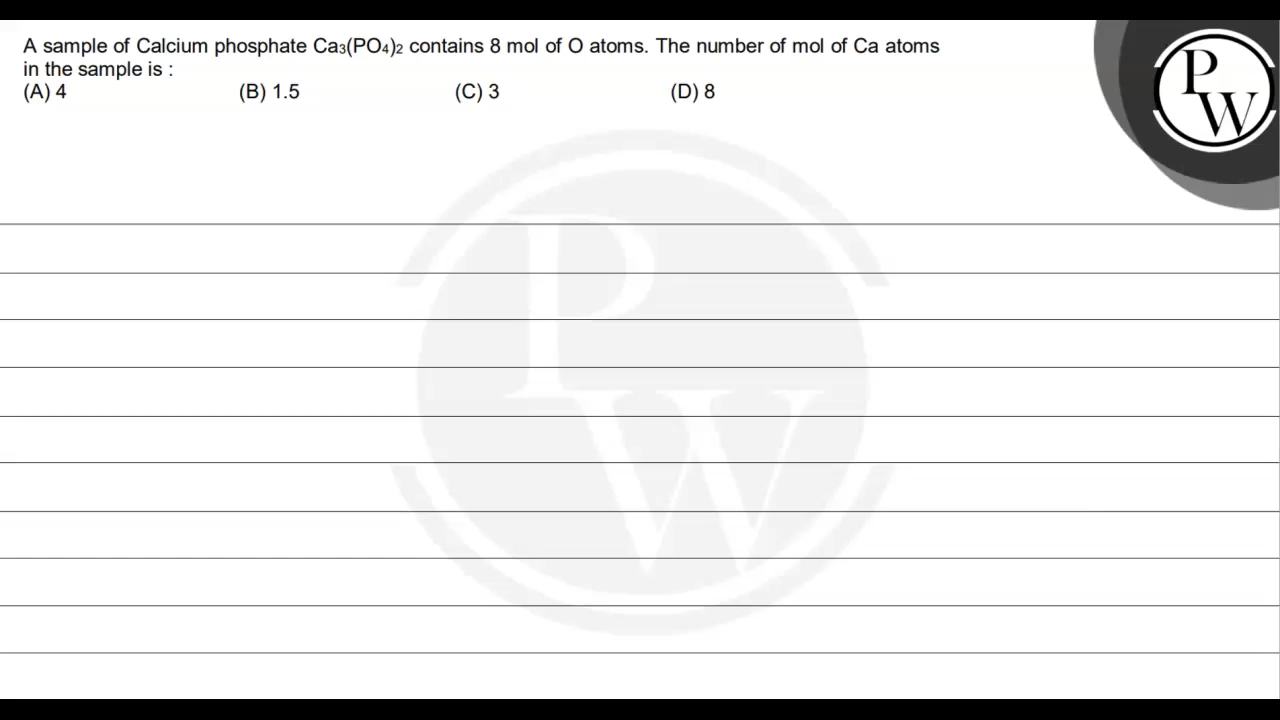 A sample of Calcium phosphate Ca₃(PO₄)₂ contains 8 mol of O atoms. The number of mol of Ca atoms
in the sample is :
(A) 4 (B) 1.5 (C) 3 (D) 8
P
W
P
W